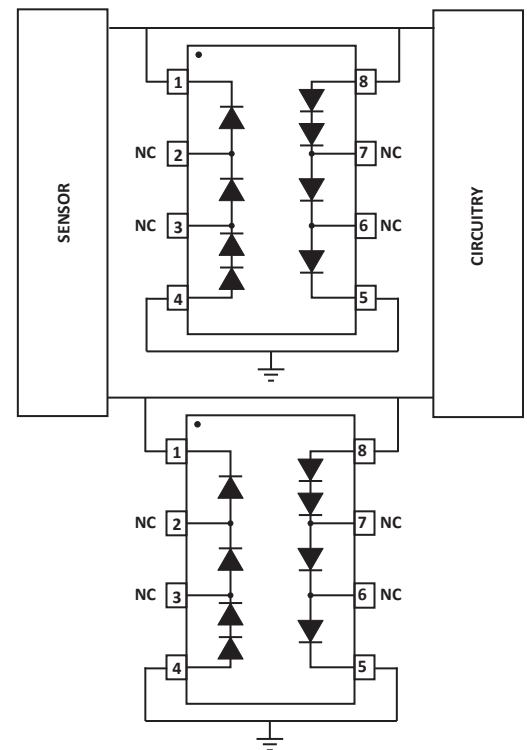 SENSOR
CIRCUITRY
1 8
NC 2 7 NC
NC 3 6 NC
4 5
1 8
NC 2 7 NC
NC 3 6 NC
4 5